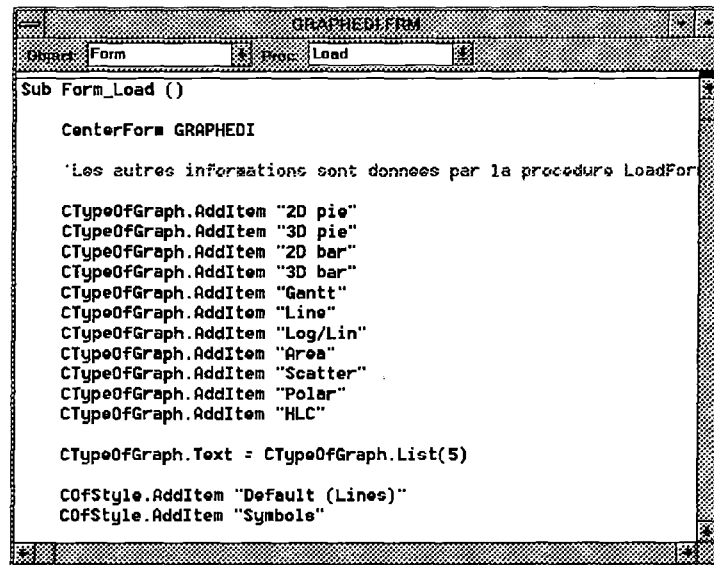 GRAPHEDI.FRM
Object: Form Proc: Load
Sub Form_Load ()
CenterForm GRAPHEDI
'Les autres informations sont donnees par la procedure LoadFor
CTypeOfGraph.AddItem "2D pie"
CTypeOfGraph.AddItem "3D pie"
CTypeOfGraph.AddItem "2D bar"
CTypeOfGraph.AddItem "3D bar"
CTypeOfGraph.AddItem "Gantt"
CTypeOfGraph.AddItem "Line"
CTypeOfGraph.AddItem "Log/Lin"
CTypeOfGraph.AddItem "Area"
CTypeOfGraph.AddItem "Scatter"
CTypeOfGraph.AddItem "Polar"
CTypeOfGraph.AddItem "HLC"
CTypeOfGraph.Text = CTypeOfGraph.List(5)
COfStyle.AddItem "Default (Lines)"
COfStyle.AddItem "Symbols"